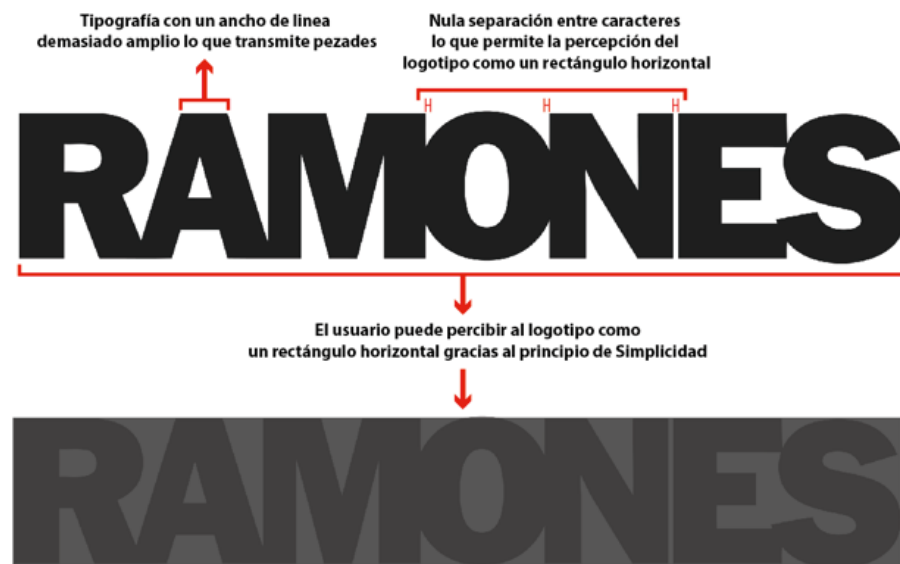 Tipografía con un ancho de linea
demasiado amplio lo que transmite pezades
Nula separación entre caracteres
lo que permite la percepción del
logotipo como un rectángulo horizontal
H H H
RAMONES
El usuario puede percibir al logotipo como
un rectángulo horizontal gracias al principio de Simplicidad
RAMONES